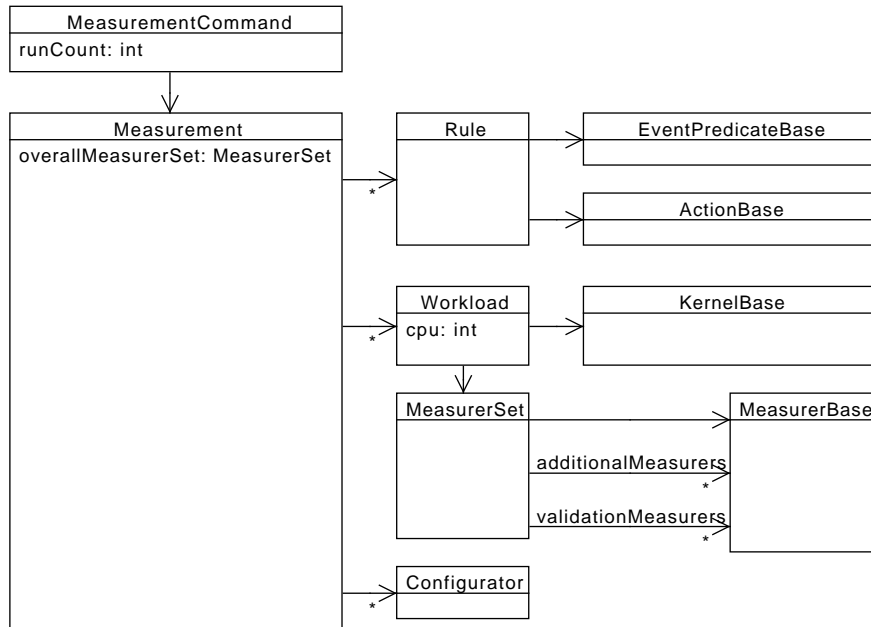 MeasurementCommand
runCount: int
Measurement
overallMeasurerSet: MeasurerSet
*
Rule
EventPredicateBase
ActionBase
*
Workload
cpu: int
KernelBase
MeasurerSet
MeasurerBase
additionalMeasurers
*
validationMeasurers
*
*
Configurator